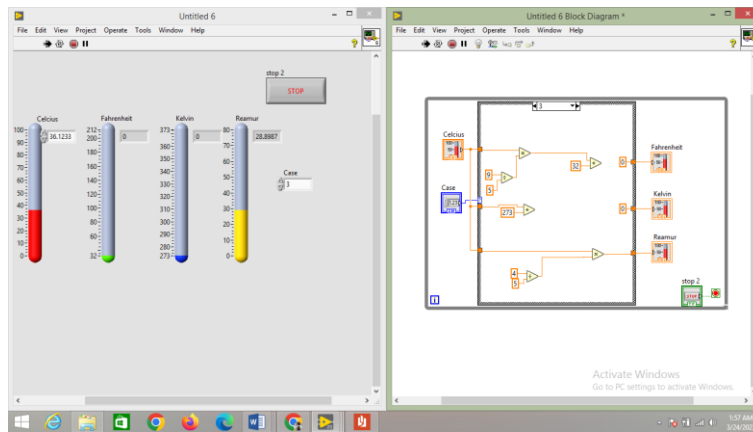 Untitled 6
File Edit View Project Operate Tools Window Help
stop 2
STOP
Celcius
Fahrenheit
Kelvin
Reamur
36.1233
0
0
28.8987
Case
3
100
90
80
70
60
50
40
30
20
10
0
212
200
180
160
140
120
100
80
60
32
373
360
350
340
330
320
310
300
290
280
273
80
70
60
50
40
30
20
10
0
Untitled 6 Block Diagram *
File Edit View Project Operate Tools Window Help
3
Celcius
Case
9
5
32
273
4
5
0
Fahrenheit
0
Kelvin
Reamur
stop 2
i
Activate Windows
Go to PC settings to activate Windows.
1:57 AM